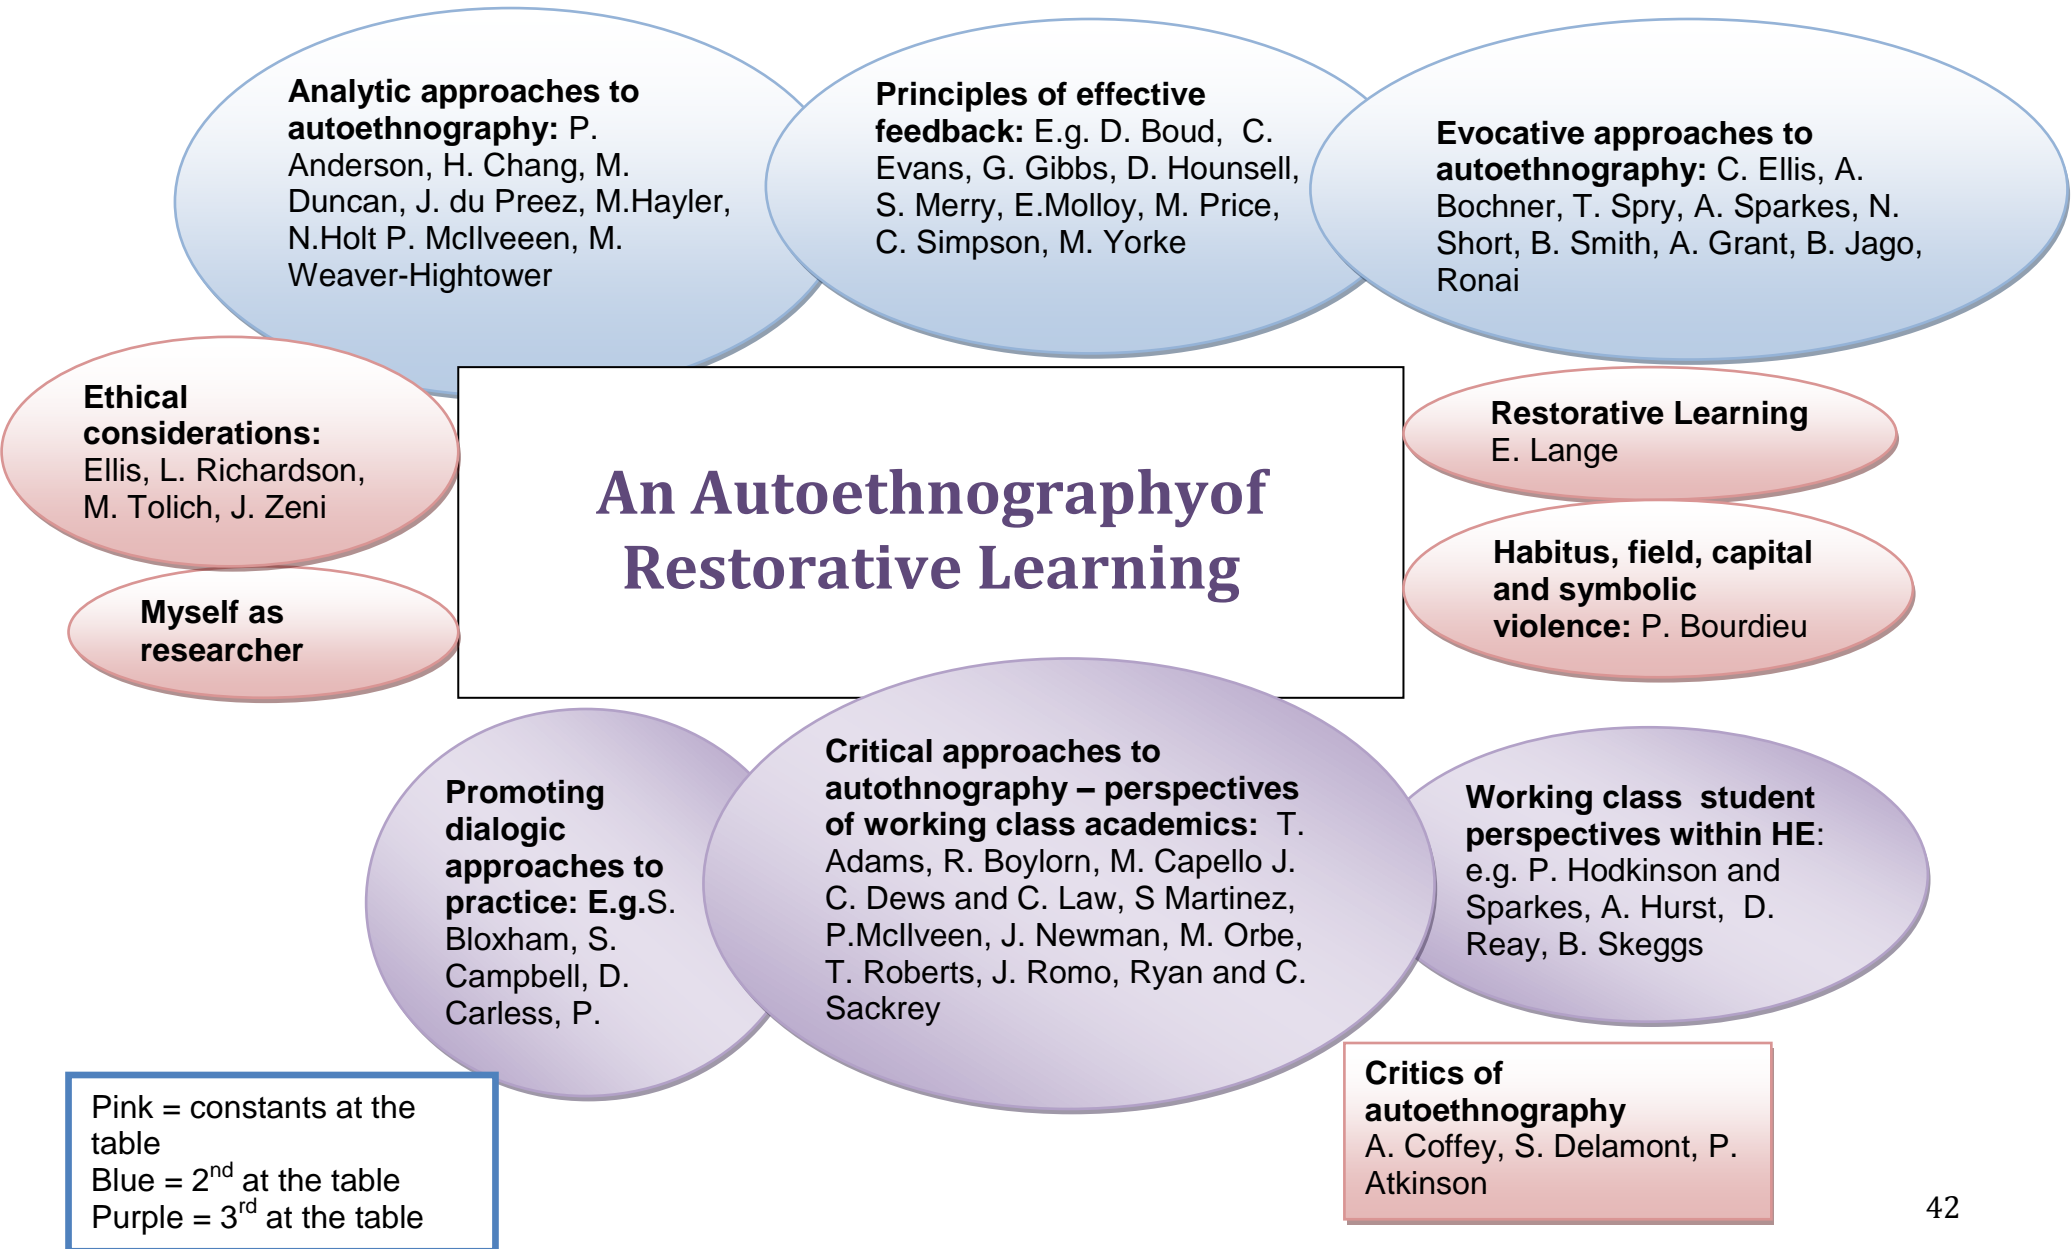 Analytic approaches to
autoethnography: P.
Anderson, H. Chang, M.
Duncan, J. du Preez, M.Hayler,
N.Holt P. McIlveeen, M.
Weaver-Hightower
Principles of effective
feedback: E.g. D. Boud,  C.
Evans, G. Gibbs, D. Hounsell,
S. Merry, E.Molloy, M. Price,
C. Simpson, M. Yorke
Evocative approaches to
autoethnography: C. Ellis, A.
Bochner, T. Spry, A. Sparkes, N.
Short, B. Smith, A. Grant, B. Jago,
Ronai
Ethical
considerations:
Ellis, L. Richardson,
M. Tolich, J. Zeni
An Autoethnographyof
Restorative Learning
Restorative Learning
E. Lange
Habitus, field, capital
and symbolic
violence: P. Bourdieu
Myself as
researcher
Promoting
dialogic
approaches to
practice: E.g.S.
Bloxham, S.
Campbell, D.
Carless, P.
Critical approaches to
autothnography – perspectives
of working class academics:  T.
Adams, R. Boylorn, M. Capello J.
C. Dews and C. Law, S Martinez,
P.McIlveen, J. Newman, M. Orbe,
T. Roberts, J. Romo, Ryan and C.
Sackrey
Working class  student
perspectives within HE:
e.g. P. Hodkinson and
Sparkes, A. Hurst,  D.
Reay, B. Skeggs
Pink = constants at the
table
Blue = 2nd at the table
Purple = 3rd at the table
Critics of
autoethnography
A. Coffey, S. Delamont, P.
Atkinson
42